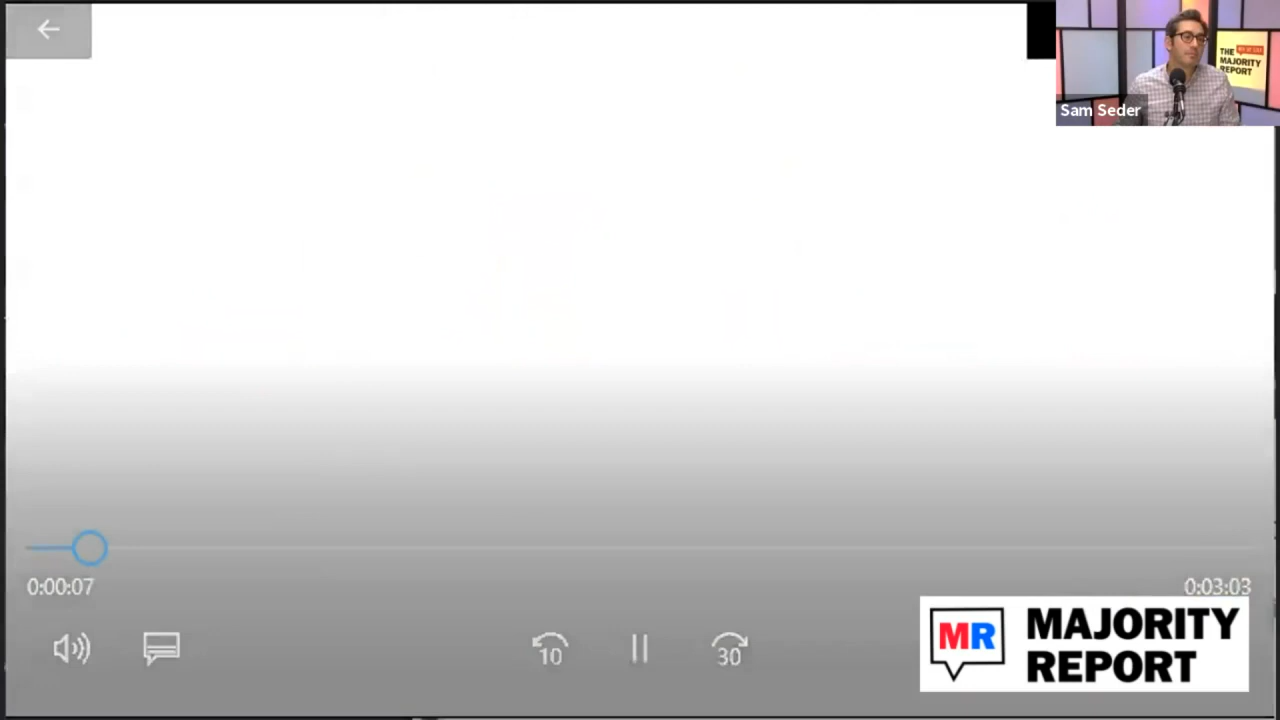 THE
MAJORITY
REPORT
Sam Seder
0:00:07
0:03:03
10
30
MR
MAJORITY
REPORT